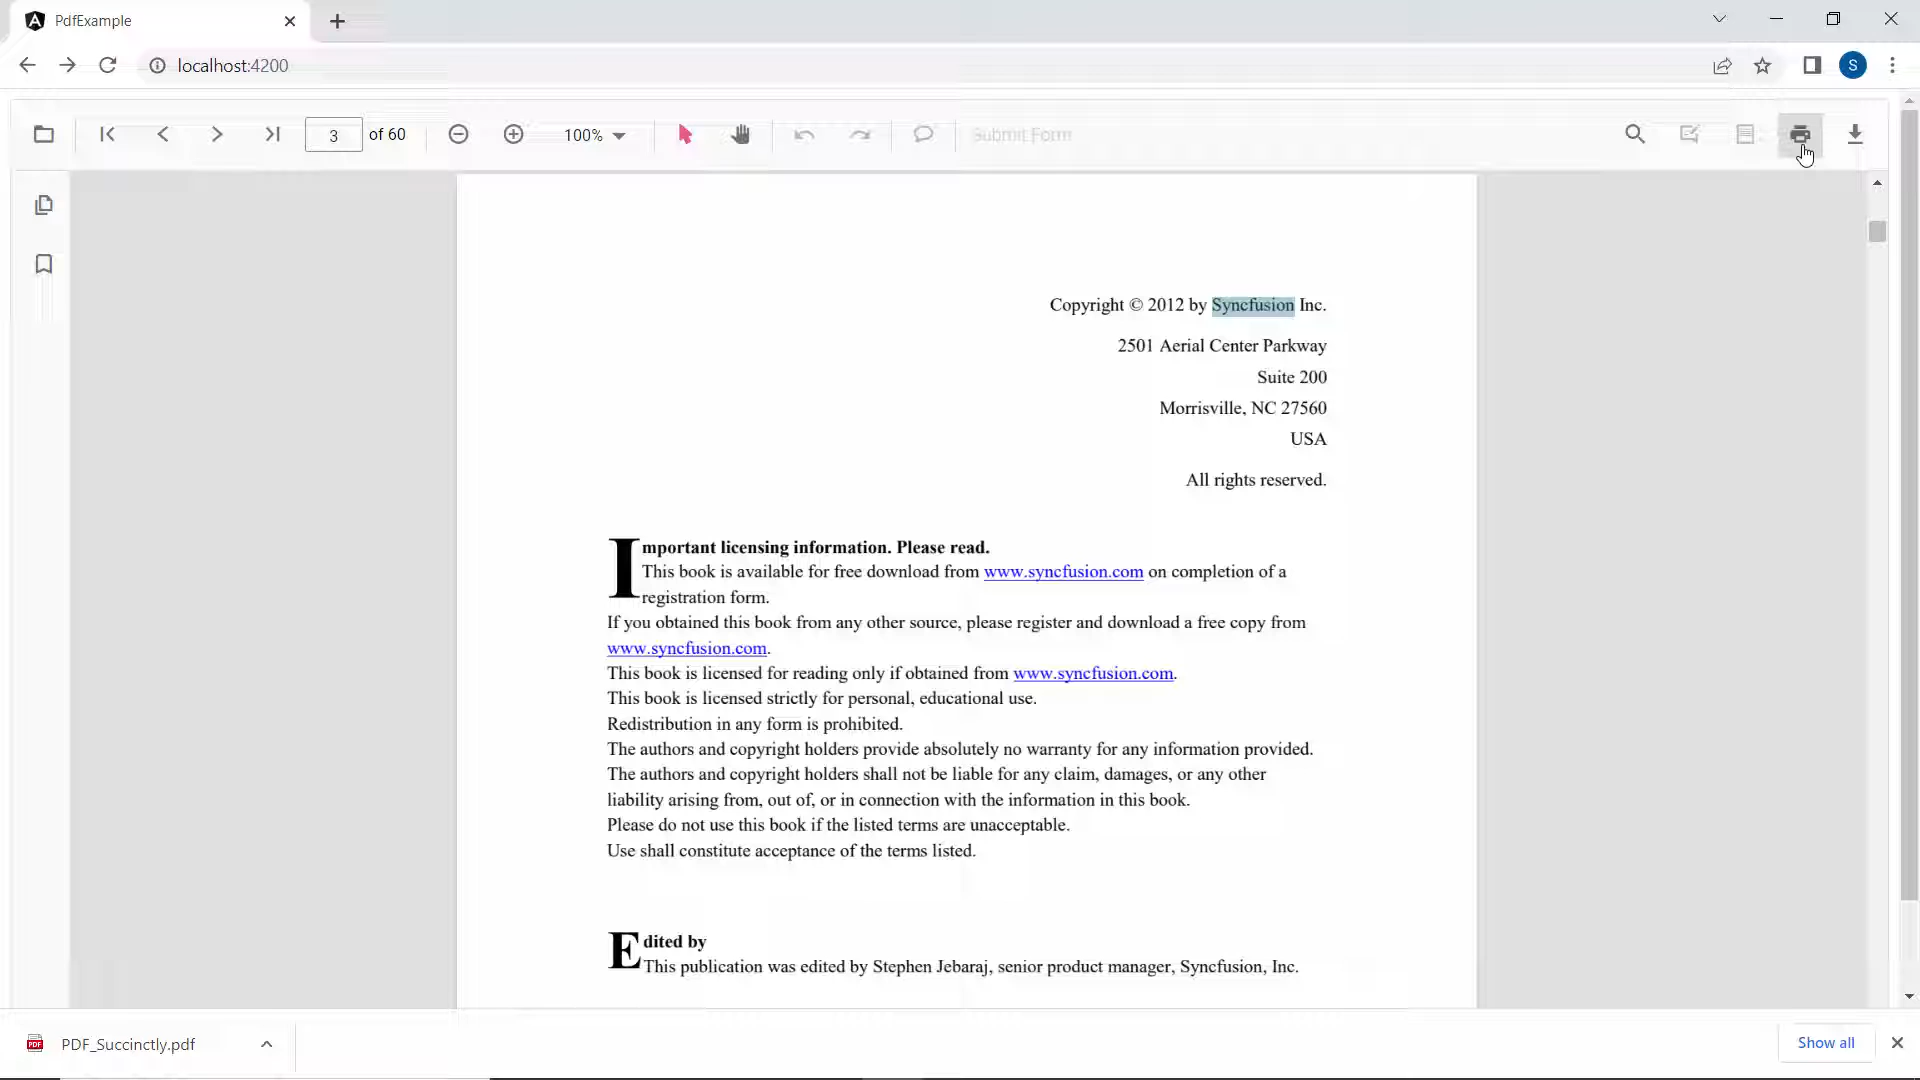 PdfExample
localhost:4200
S
3 of 60
100%
Submit Form
Copyright © 2012 by Syncfusion Inc.
2501 Aerial Center Parkway
Suite 200
Morrisville, NC 27560
USA
All rights reserved.
Important licensing information. Please read.
This book is available for free download from www.syncfusion.com on completion of a
registration form.
If you obtained this book from any other source, please register and download a free copy from
www.syncfusion.com.
This book is licensed for reading only if obtained from www.syncfusion.com.
This book is licensed strictly for personal, educational use.
Redistribution in any form is prohibited.
The authors and copyright holders provide absolutely no warranty for any information provided.
The authors and copyright holders shall not be liable for any claim, damages, or any other
liability arising from, out of, or in connection with the information in this book.
Please do not use this book if the listed terms are unacceptable.
Use shall constitute acceptance of the terms listed.
Edited by
This publication was edited by Stephen Jebaraj, senior product manager, Syncfusion, Inc.
PDF
PDF_Succinctly.pdf
Show all